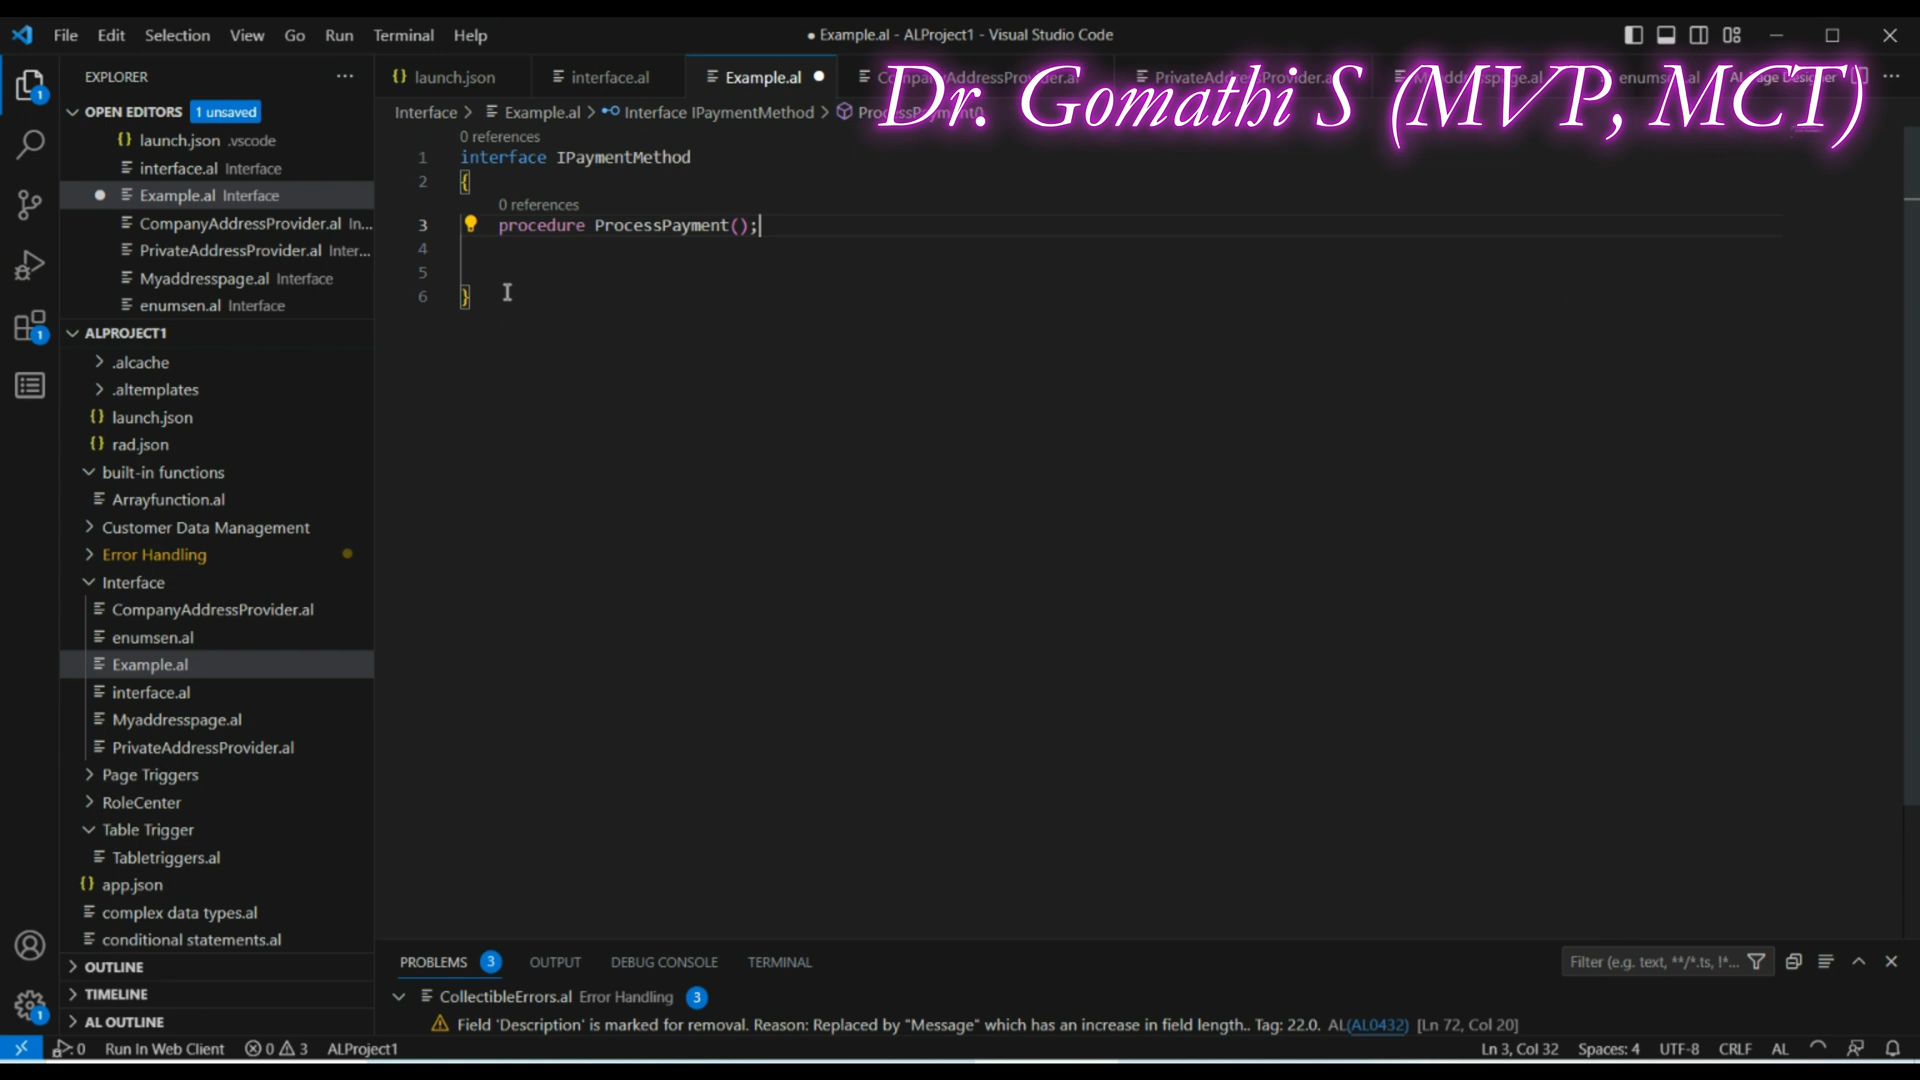 File Edit Selection View Go Run Terminal Help
● Example.al - ALProject1 - Visual Studio Code
Dr. Gomathi S (MVP, MCT)
EXPLORER
launch.json
interface.al
Example.al
OPEN EDITORS 1 unsaved
launch.json .vscode
interface.al Interface
Example.al Interface
CompanyAddressProvider.al In...
PrivateAddressProvider.al Inter...
Myaddresspage.al Interface
enumsen.al Interface
ALPROJECT1
.alcache
.altemplates
launch.json
rad.json
built-in functions
Arrayfunction.al
Customer Data Management
Error Handling
Interface
CompanyAddressProvider.al
enumsen.al
Example.al
interface.al
Myaddresspage.al
PrivateAddressProvider.al
Page Triggers
RoleCenter
Table Trigger
Tabletriggers.al
app.json
complex data types.al
conditional statements.al
OUTLINE
TIMELINE
AL OUTLINE
Interface > Example.al > Interface IPaymentMethod > ProcessPayment()
0 references
1 interface IPaymentMethod
2 {
0 references
3 procedure ProcessPayment();
4
5
6 }
PROBLEMS 3 OUTPUT DEBUG CONSOLE TERMINAL
Filter (e.g. text, **/*.ts, !*...
CollectibleErrors.al Error Handling 3
Field 'Description' is marked for removal. Reason: Replaced by "Message" which has an increase in field length.. Tag: 22.0. AL(AL0432) [Ln 72, Col 20]
0 Run In Web Client 0 3 ALProject1
Ln 3, Col 32 Spaces: 4 UTF-8 CRLF AL